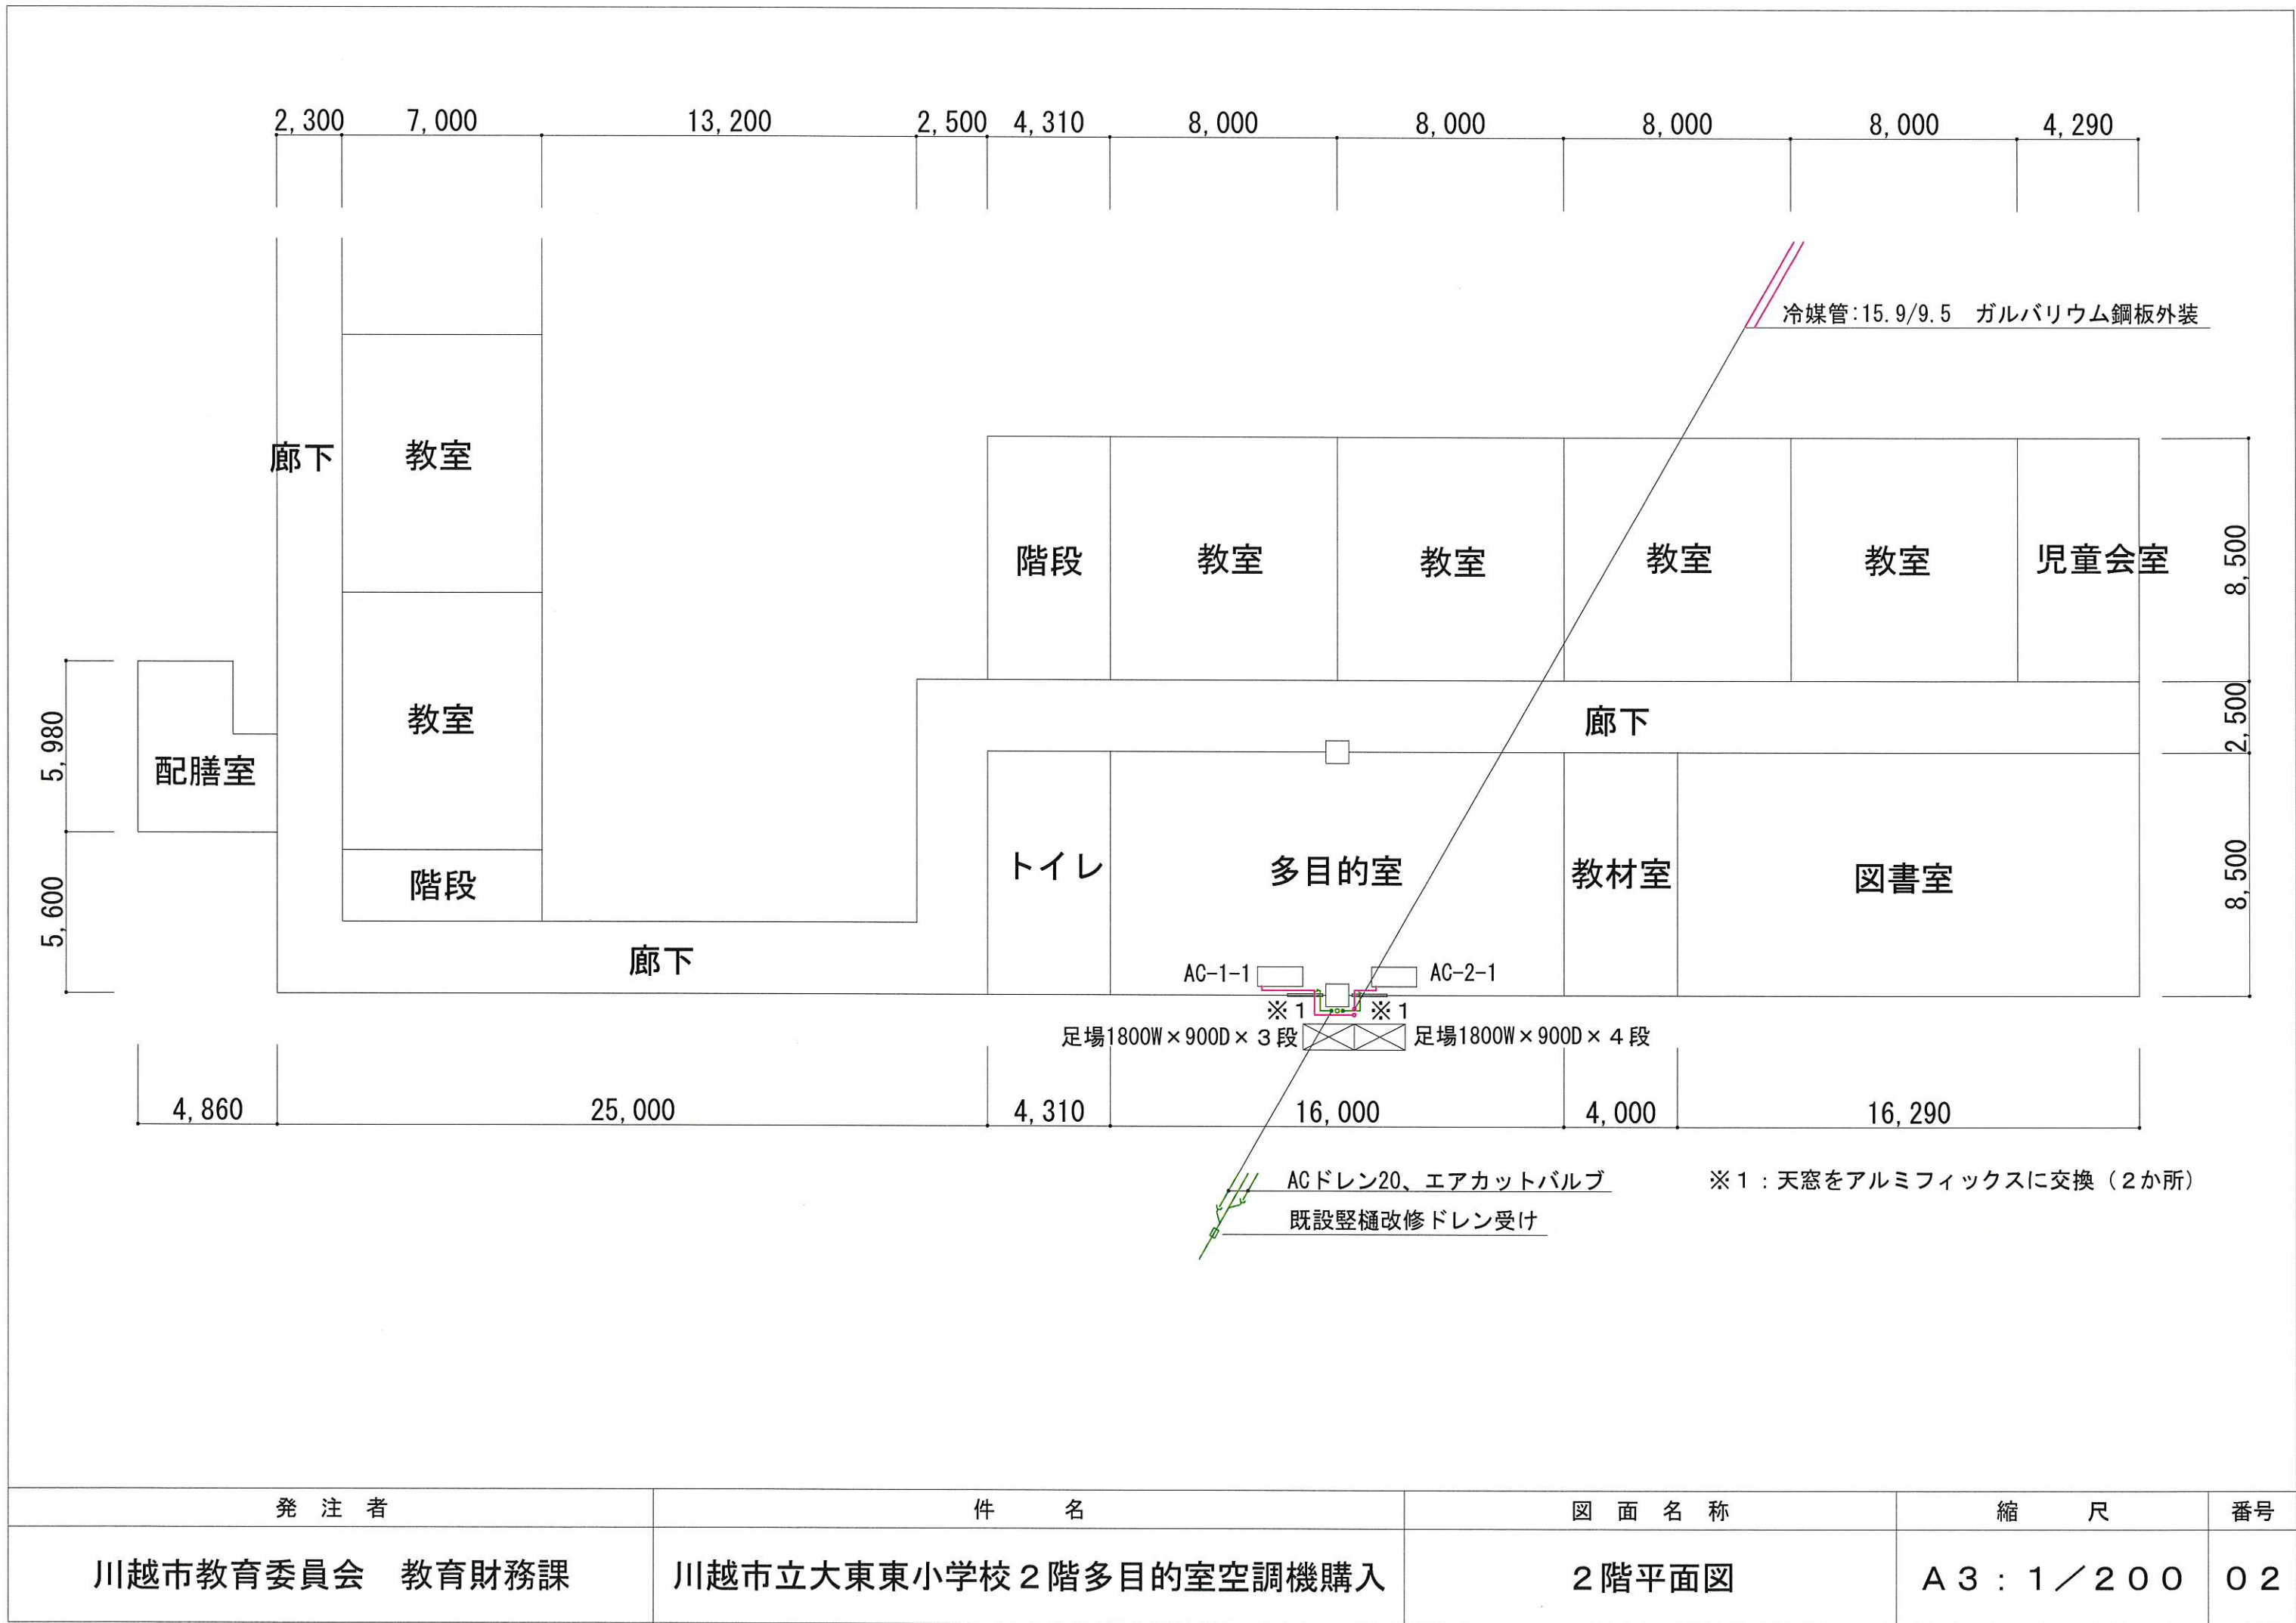 2,300 7,000 13,200 2,500 4,310 8,000 8,000 8,000 8,000 4,290
冷媒管:15.9/9.5　ガルバリウム鋼板外装
廊下 教室
階段 教室 教室 教室 教室 児童会室
8,500
教室
廊下
2,500
5,980
配膳室
トイレ 多目的室 教材室 図書室
8,500
階段
5,600
廊下
AC-1-1 AC-2-1
※１ ※１
足場1800W×900D×３段 足場1800W×900D×４段
4,860 25,000 4,310 16,000 4,000 16,290
ACドレン20、エアカットバルブ
※１：天窓をアルミフィックスに交換（２か所）
既設竪樋改修ドレン受け
発　注　者 件　　　名 図　面　名　称 縮　　　尺 番号
川越市教育委員会　教育財務課 川越市立大東東小学校２階多目的室空調機購入 ２階平面図 Ａ３：１／２００ ０２